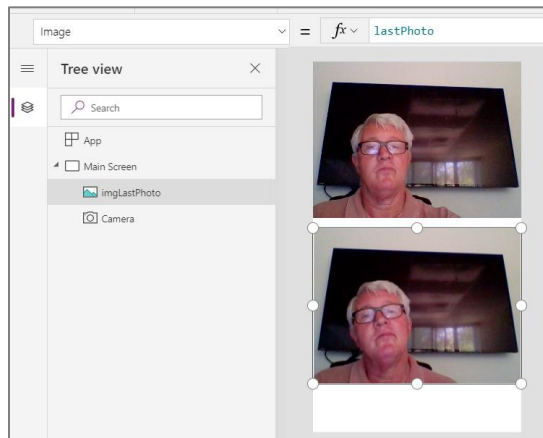 Image
=
fx
lastPhoto
Tree view
Search
App
Main Screen
imgLastPhoto
Camera